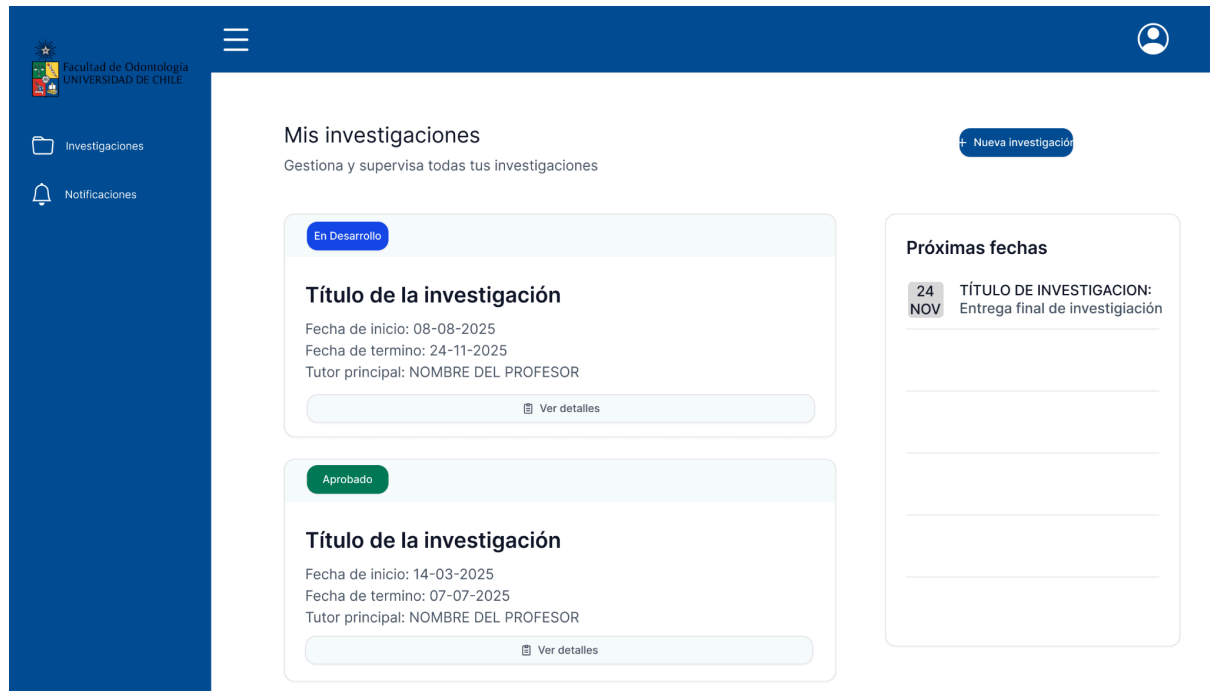 Facultad de Odontología
UNIVERSIDAD DE CHILE
Investigaciones
Notificaciones
Mis investigaciones
Gestiona y supervisa todas tus investigaciones
+ Nueva investigación
En Desarrollo
Título de la investigación
Fecha de inicio: 08-08-2025
Fecha de termino: 24-11-2025
Tutor principal: NOMBRE DEL PROFESOR
Ver detalles
Aprobado
Título de la investigación
Fecha de inicio: 14-03-2025
Fecha de termino: 07-07-2025
Tutor principal: NOMBRE DEL PROFESOR
Ver detalles
Próximas fechas
24
NOV
TÍTULO DE INVESTIGACION:
Entrega final de investigiación